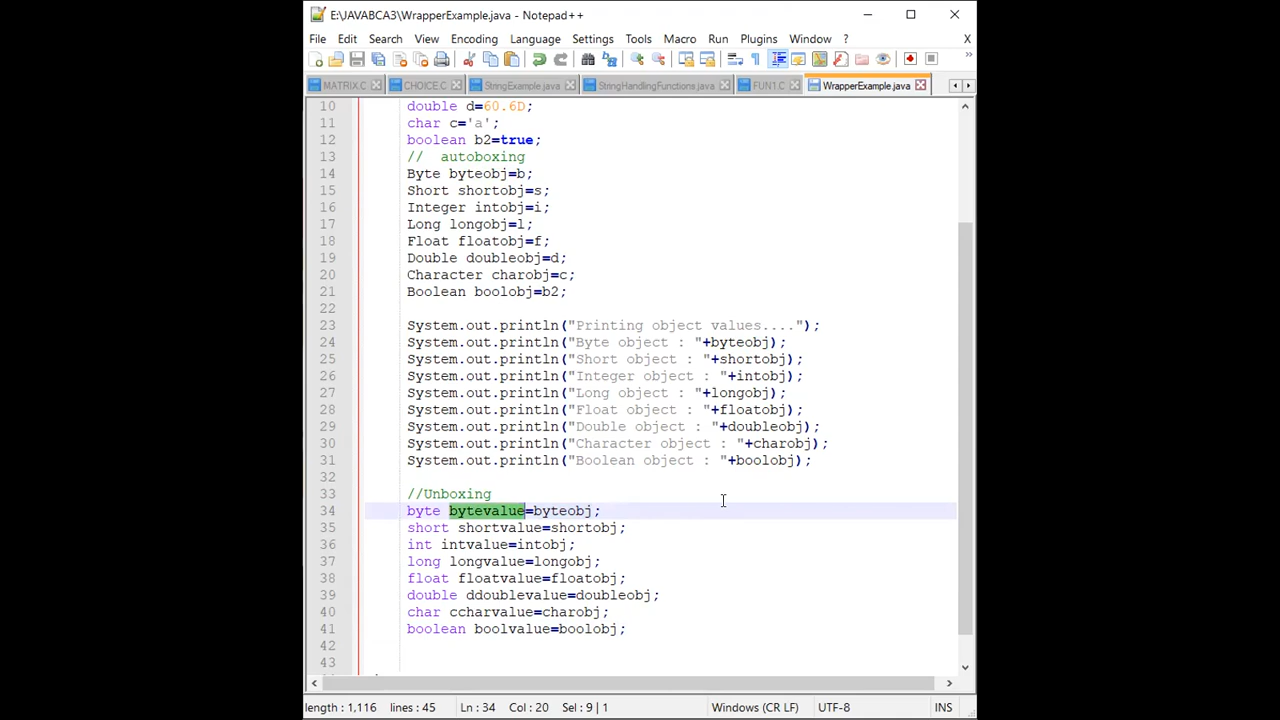 E:\JAVABCA3\WrapperExample.java - Notepad++
File Edit Search View Encoding Language Settings Tools Macro Run Plugins Window ? X
MATRIX.C CHOICE.C StringExample.java StringHandlingFunctions.java FUN1.C WrapperExample.java
10 double d=60.6D;
11 char c='a';
12 boolean b2=true;
13 //  autoboxing
14 Byte byteobj=b;
15 Short shortobj=s;
16 Integer intobj=i;
17 Long longobj=l;
18 Float floatobj=f;
19 Double doubleobj=d;
20 Character charobj=c;
21 Boolean boolobj=b2;
22
23 System.out.println("Printing object values....");
24 System.out.println("Byte object : "+byteobj);
25 System.out.println("Short object : "+shortobj);
26 System.out.println("Integer object : "+intobj);
27 System.out.println("Long object : "+longobj);
28 System.out.println("Float object : "+floatobj);
29 System.out.println("Double object : "+doubleobj);
30 System.out.println("Character object : "+charobj);
31 System.out.println("Boolean object : "+boolobj);
32
33 //Unboxing
34 byte bytevalue=byteobj;
35 short shortvalue=shortobj;
36 int intvalue=intobj;
37 long longvalue=longobj;
38 float floatvalue=floatobj;
39 double ddoublevalue=doubleobj;
40 char ccharvalue=charobj;
41 boolean boolvalue=boolobj;
42
43
length : 1,116 lines : 45 Ln : 34 Col : 20 Sel : 9 | 1 Windows (CR LF) UTF-8 INS